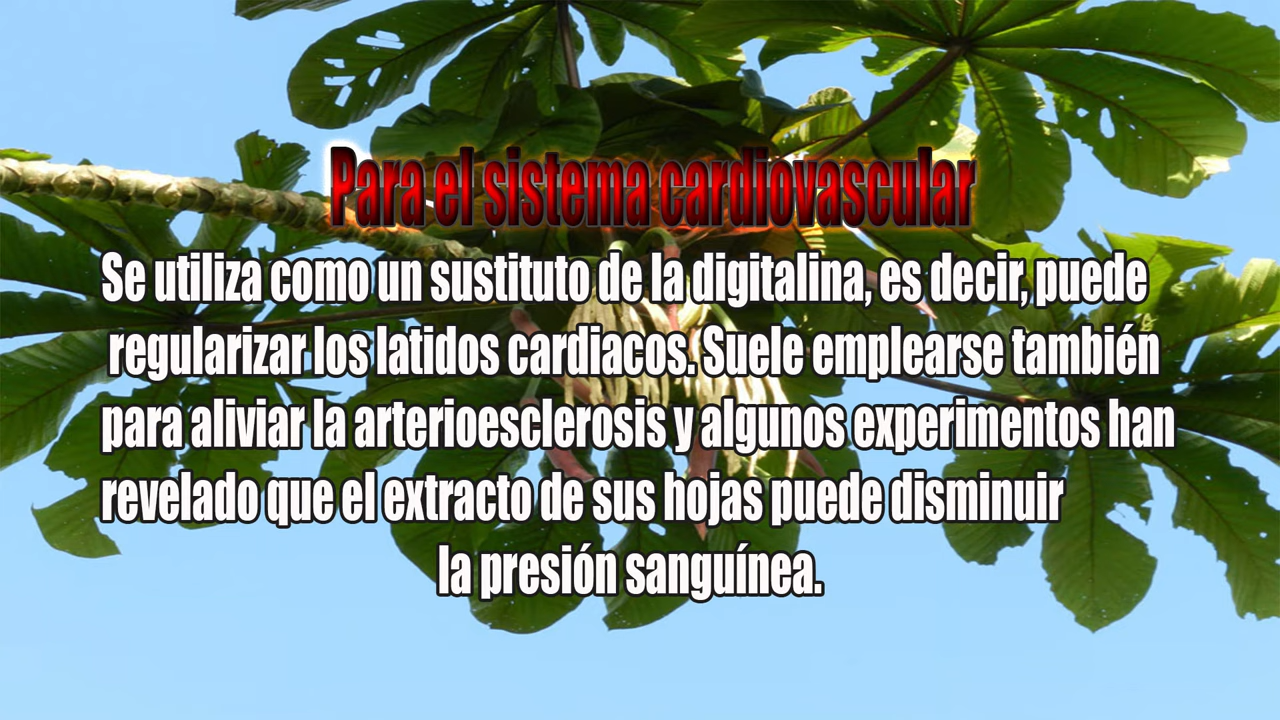 Para el sistema cardiovascular
Se utiliza como un sustituto de la digitalina, es decir, puede
regularizar los latidos cardiacos. Suele emplearse también
para aliviar la arterioesclerosis y algunos experimentos han
revelado que el extracto de sus hojas puede disminuir
la presión sanguínea.